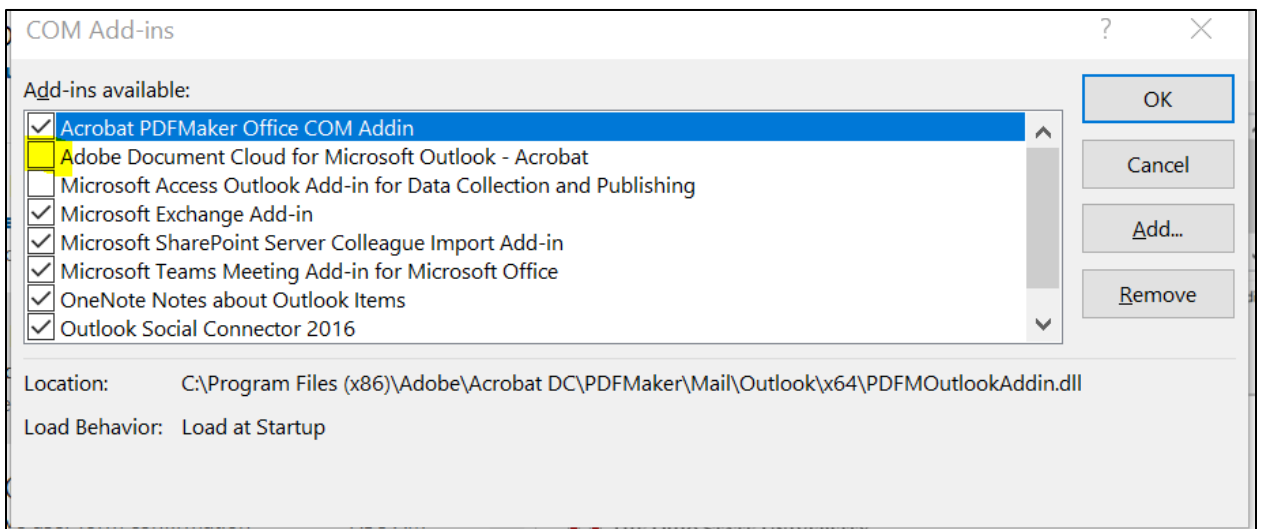 COM Add-ins ?
Add-ins available:
Acrobat PDFMaker Office COM Addin
Adobe Document Cloud for Microsoft Outlook - Acrobat
Microsoft Access Outlook Add-in for Data Collection and Publishing
Microsoft Exchange Add-in
Microsoft SharePoint Server Colleague Import Add-in
Microsoft Teams Meeting Add-in for Microsoft Office
OneNote Notes about Outlook Items
Outlook Social Connector 2016
OK
Cancel
Add...
Remove
Location: C:\Program Files (x86)\Adobe\Acrobat DC\PDFMaker\Mail\Outlook\x64\PDFMOutlookAddin.dll
Load Behavior: Load at Startup